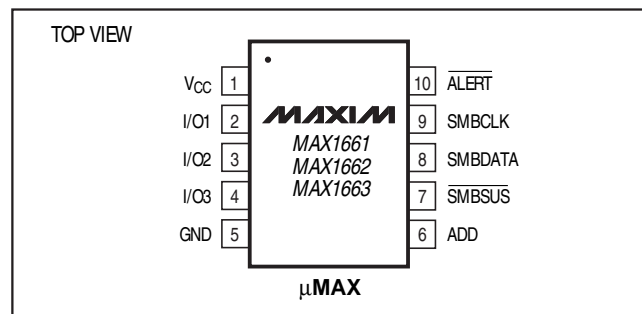 TOP VIEW
VCC 1
I/O1 2
I/O2 3
I/O3 4
GND 5
MAXIM
MAX1661
MAX1662
MAX1663
10 ALERT
9 SMBCLK
8 SMBDATA
7 SMBSUS
6 ADD
µMAX